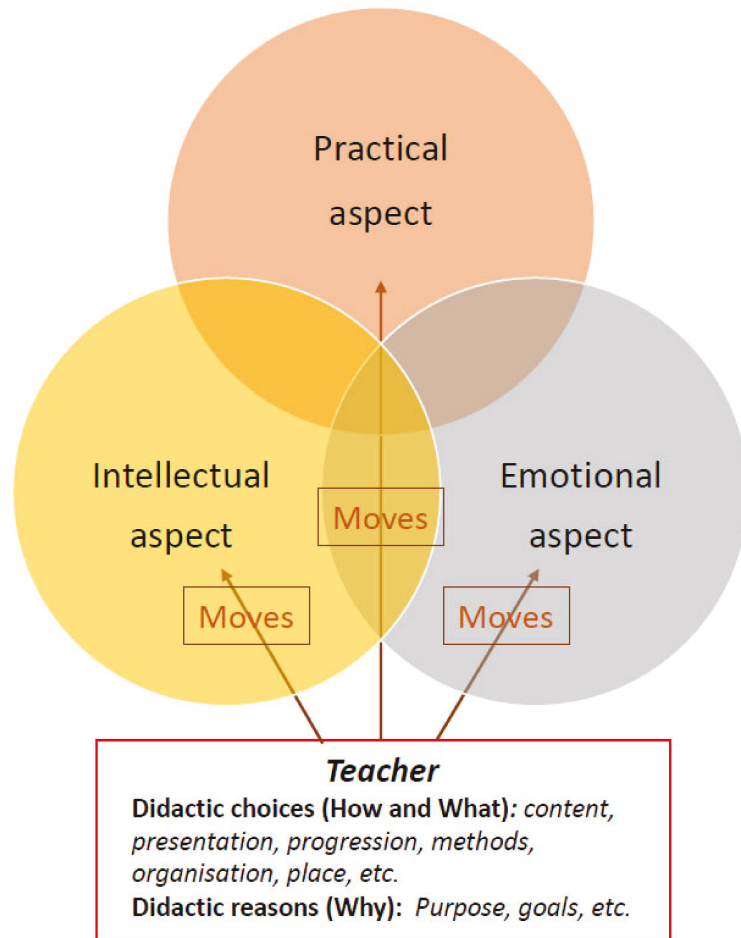 Practical
aspect
Intellectual
aspect
Emotional
aspect
Moves
Moves
Moves
Teacher
Didactic choices (How and What): content,
presentation, progression, methods,
organisation, place, etc.
Didactic reasons (Why): Purpose, goals, etc.